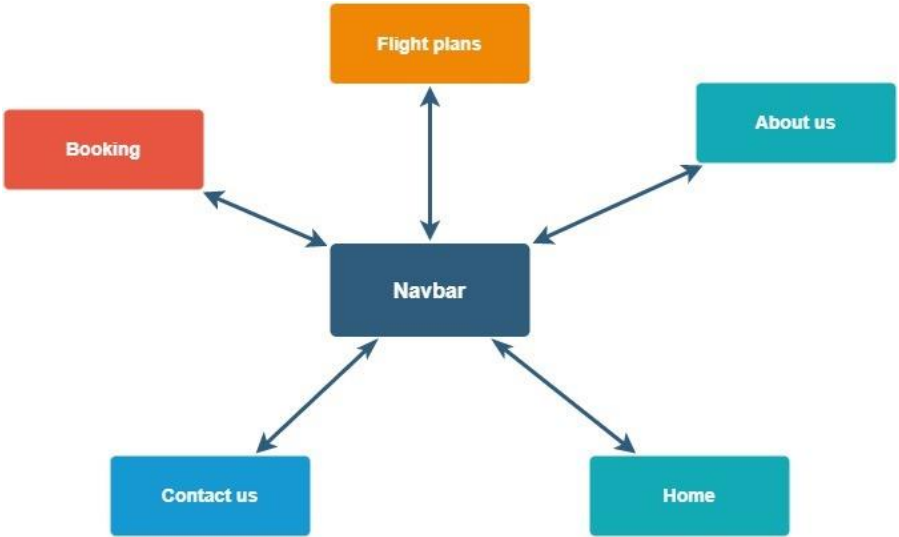 Flight plans
About us
Booking
Navbar
Contact us
Home